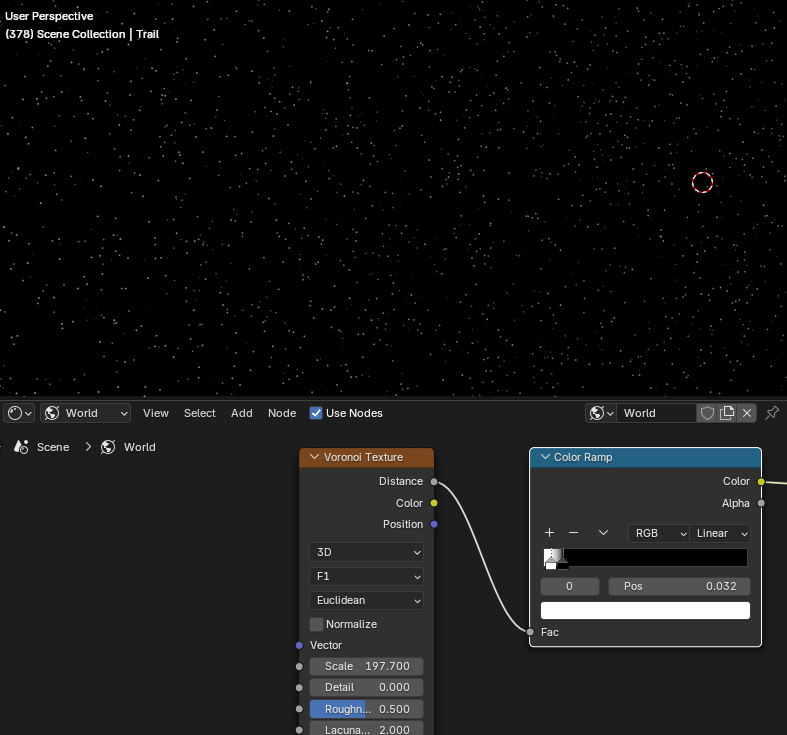 User Perspective
(378) Scene Collection | Trail
World View Select Add Node Use Nodes World
Scene > World
Voronoi Texture
Distance
Color
Position
3D
F1
Euclidean
Normalize
Vector
Scale 197.700
Detail 0.000
Roughn... 0.500
Lacuna... 2.000
Color Ramp
Color
Alpha
RGB Linear
0 Pos 0.032
Fac